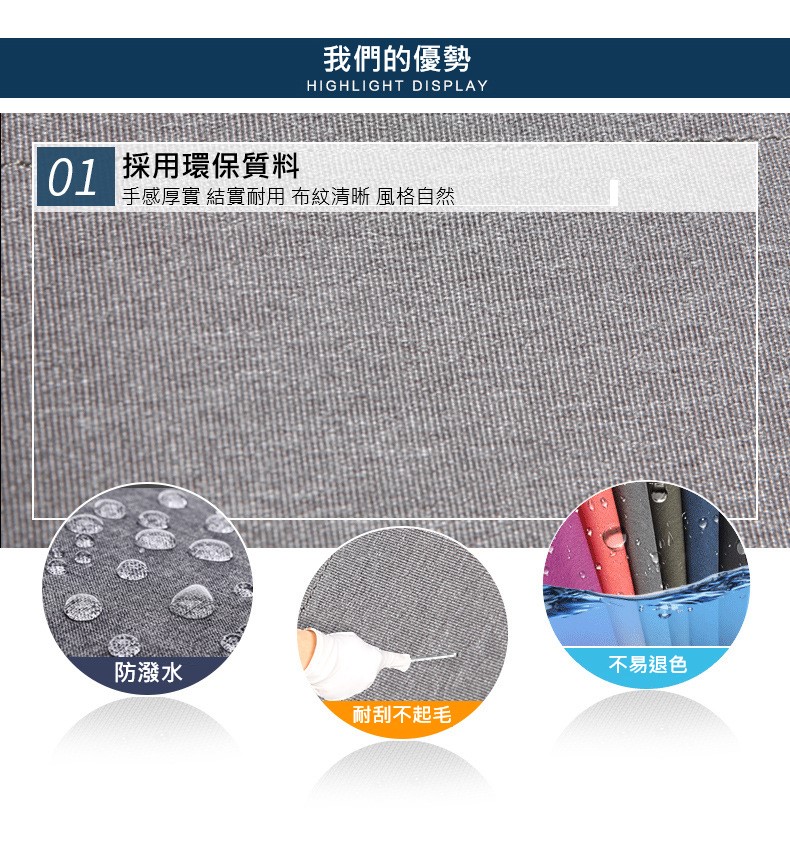 我們的優勢
HIGHLIGHT DISPLAY
01
採用環保質料
手感厚實 結實耐用 布紋清晰 風格自然
防潑水
耐刮不起毛
不易退色